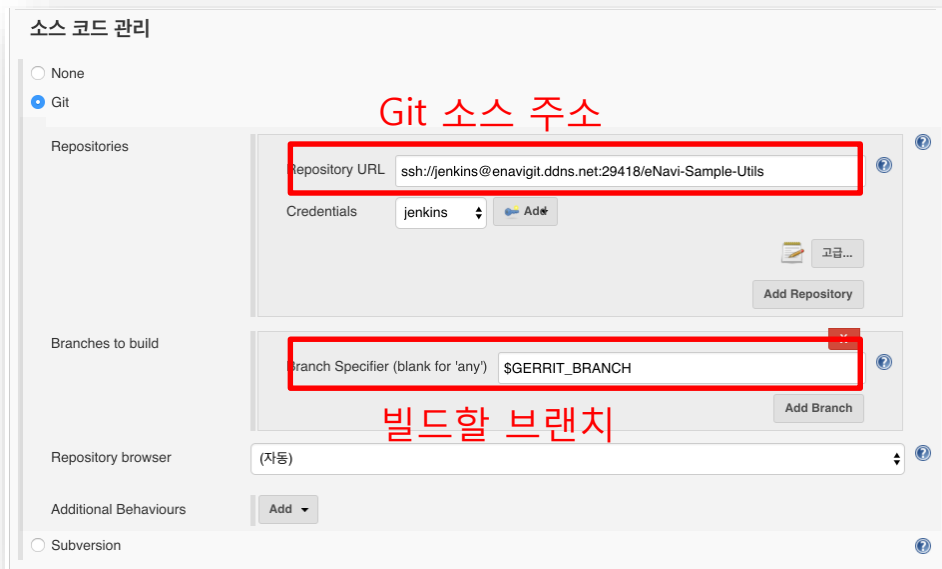 소스 코드 관리
None
Git
Git 소스 주소
Repositories
Repository URL ssh://jenkins@enavigit.ddns.net:29418/eNavi-Sample-Utils
Credentials jenkins Add
고급...
Add Repository
Branches to build
X
Branch Specifier (blank for 'any') $GERRIT_BRANCH
Add Branch
빌드할 브랜치
Repository browser (자동)
Additional Behaviours Add
Subversion